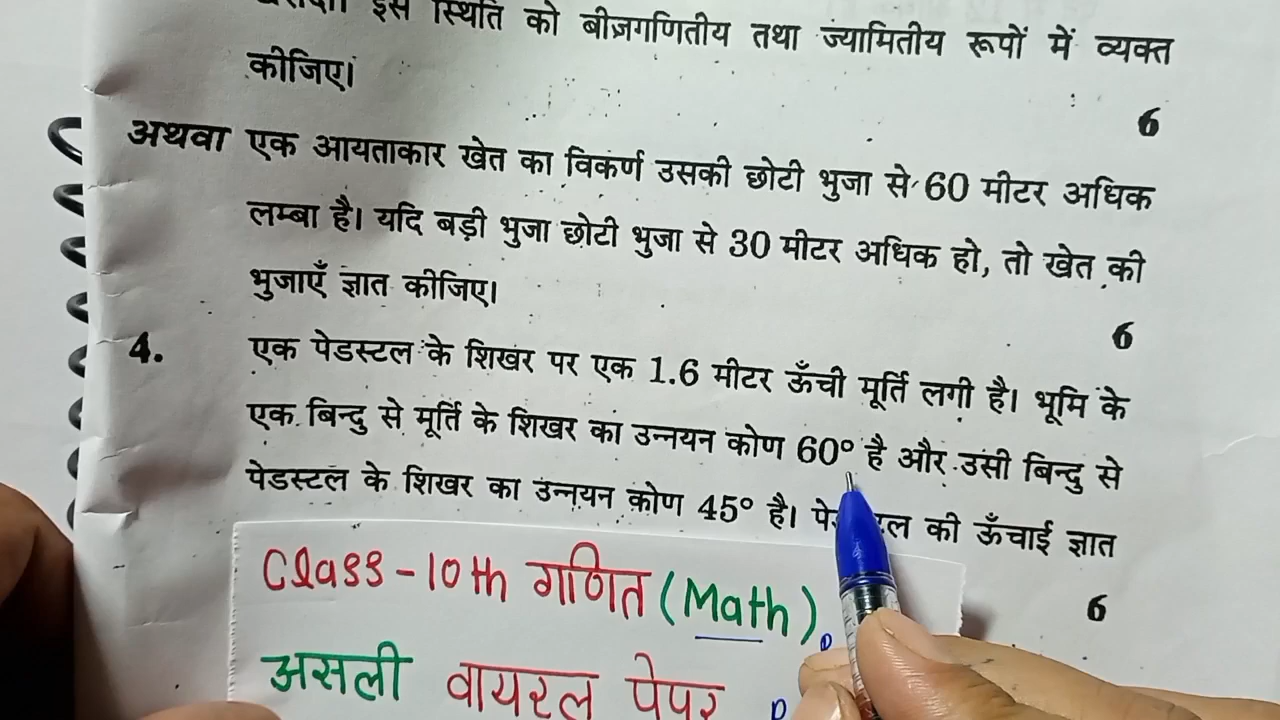 इस स्थिति को बीज़गणितीय तथा ज्यामितीय रूपों में व्यक्त
कीजिए।
6
अथवा एक आयताकार खेत का विकर्ण उसकी छोटी भुजा से 60 मीटर अधिक
लम्बा है। यदि बड़ी भुजा छोटी भुजा से 30 मीटर अधिक हो, तो खेत की
भुजाएँ ज्ञात कीजिए।
6
4. एक पेडस्टल के शिखर पर एक 1.6 मीटर ऊँची मूर्ति लगी है। भूमि के
एक बिन्दु से मूर्ति के शिखर का उन्नयन कोण 60° है और उसी बिन्दु से
पेडस्टल के शिखर का उन्नयन कोण 45° है। की ऊँचाई ज्ञात
6
Class-10th गणित (Math)
असली वायरल पेपर